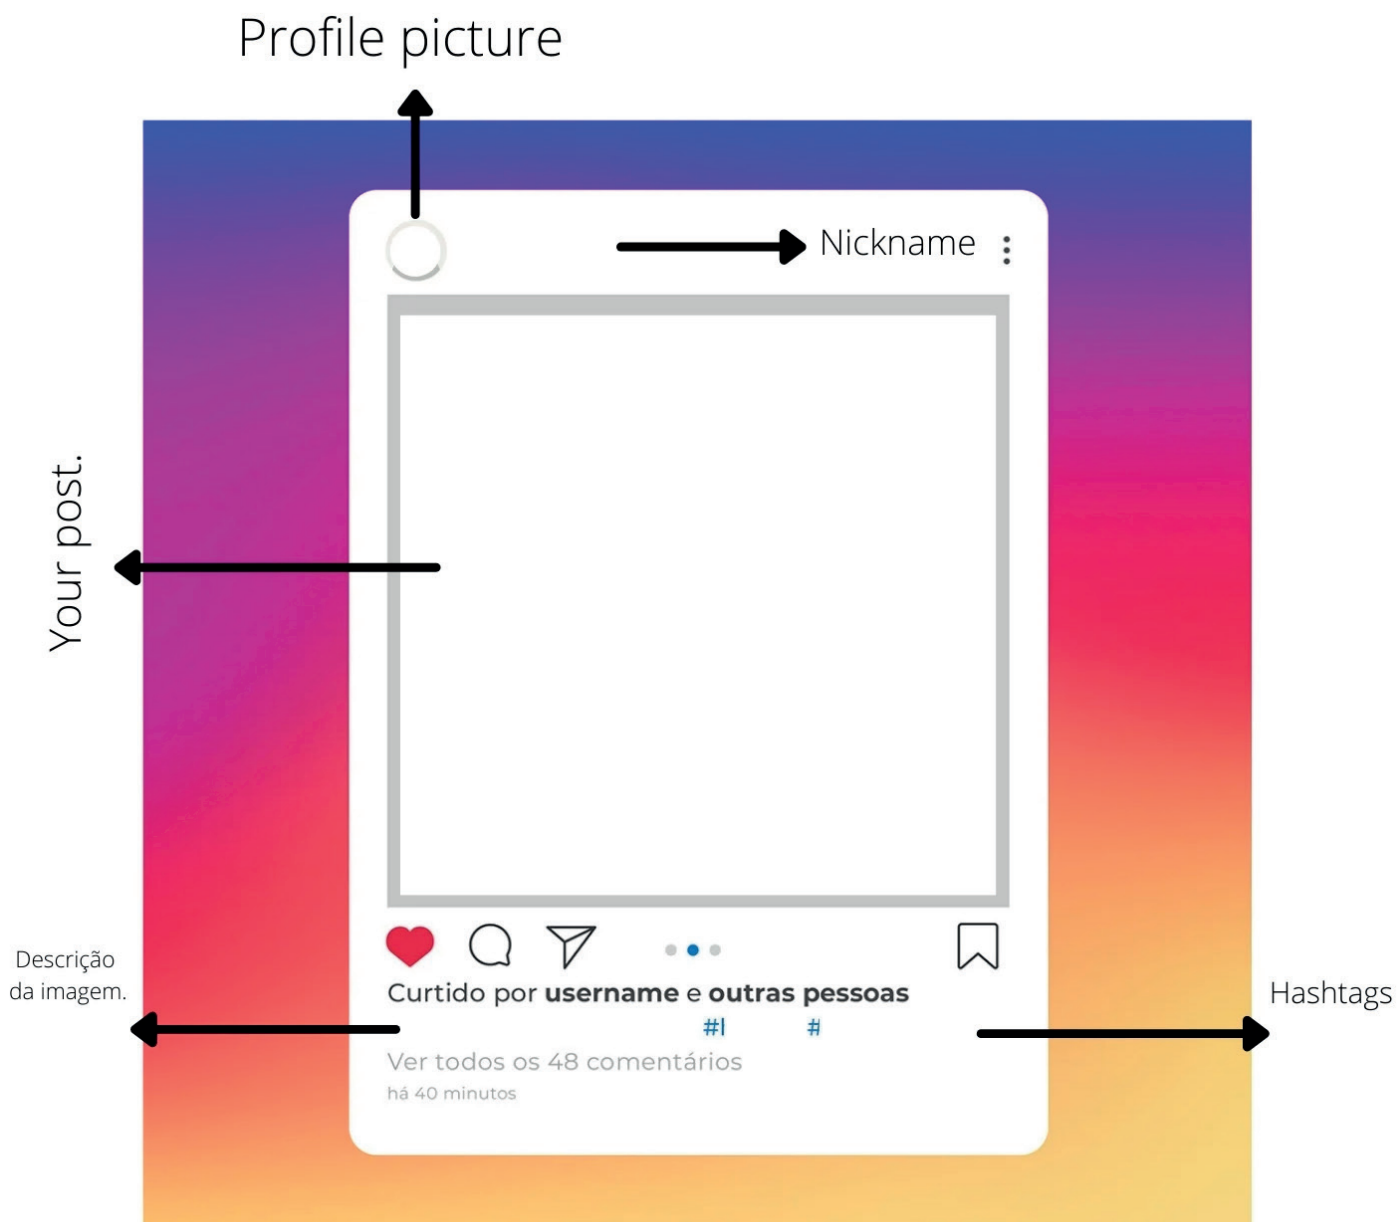 Profile picture
Nickname
Your post.
Descrição
da imagem.
Curtido por username e outras pessoas
Hashtags
#I #
Ver todos os 48 comentários
há 40 minutos